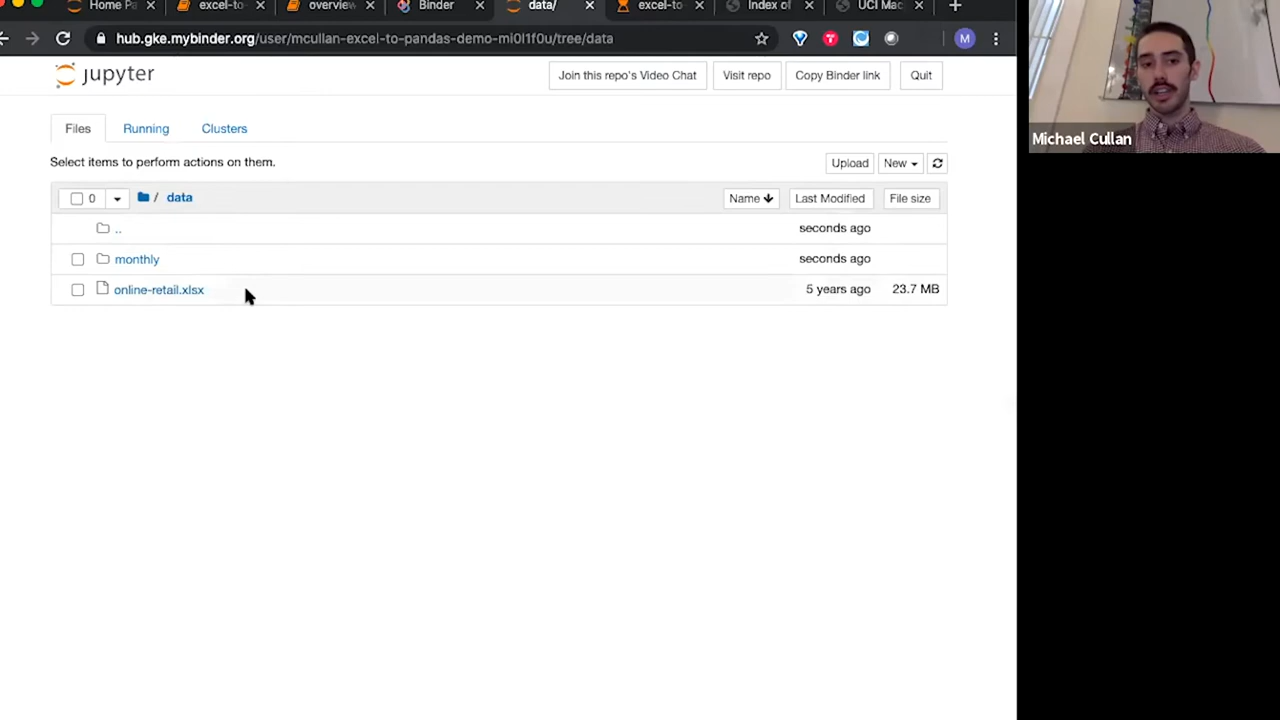 Home Pa
excel-to-
overview
Binder
data/
excel-to
Index of
UCI Mac
hub.gke.mybinder.org/user/mcullan-excel-to-pandas-demo-mi0l1f0u/tree/data
M
jupyter
Join this repo's Video Chat
Visit repo
Copy Binder link
Quit
Michael Cullan
Files
Running
Clusters
Select items to perform actions on them.
Upload
New
0
/ data
Name
Last Modified
File size
..
seconds ago
monthly
seconds ago
online-retail.xlsx
5 years ago
23.7 MB